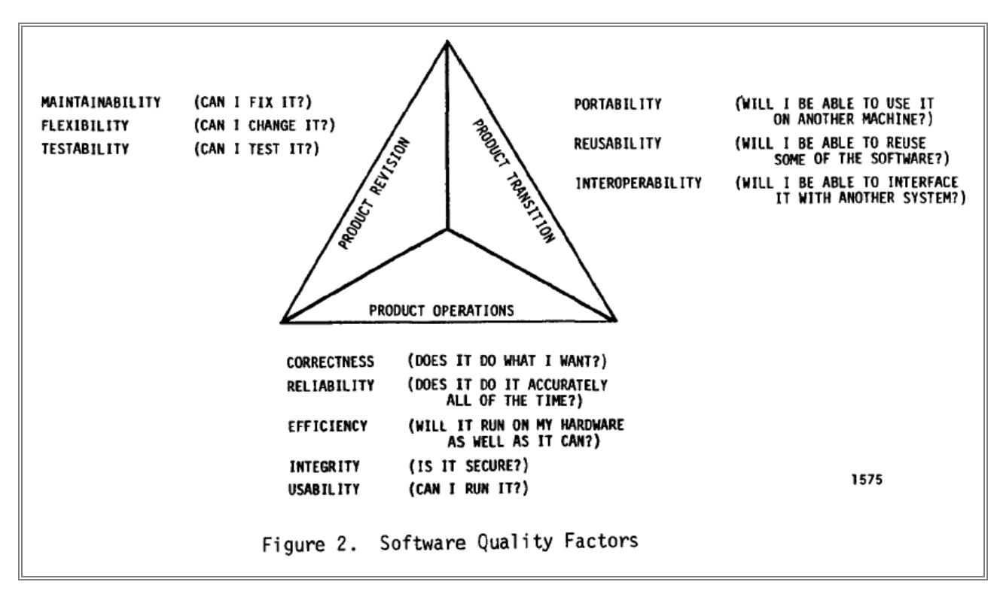 MAINTAINABILITY (CAN I FIX IT?)
FLEXIBILITY (CAN I CHANGE IT?)
TESTABILITY (CAN I TEST IT?)
PORTABILITY (WILL I BE ABLE TO USE IT
ON ANOTHER MACHINE?)
REUSABILITY (WILL I BE ABLE TO REUSE
SOME OF THE SOFTWARE?)
INTEROPERABILITY (WILL I BE ABLE TO INTERFACE
IT WITH ANOTHER SYSTEM?)
PRODUCT REVISION
PRODUCT TRANSITION
PRODUCT OPERATIONS
CORRECTNESS (DOES IT DO WHAT I WANT?)
RELIABILITY (DOES IT DO IT ACCURATELY
ALL OF THE TIME?)
EFFICIENCY (WILL IT RUN ON MY HARDWARE
AS WELL AS IT CAN?)
INTEGRITY (IS IT SECURE?)
USABILITY (CAN I RUN IT?)
1575
Figure 2. Software Quality Factors